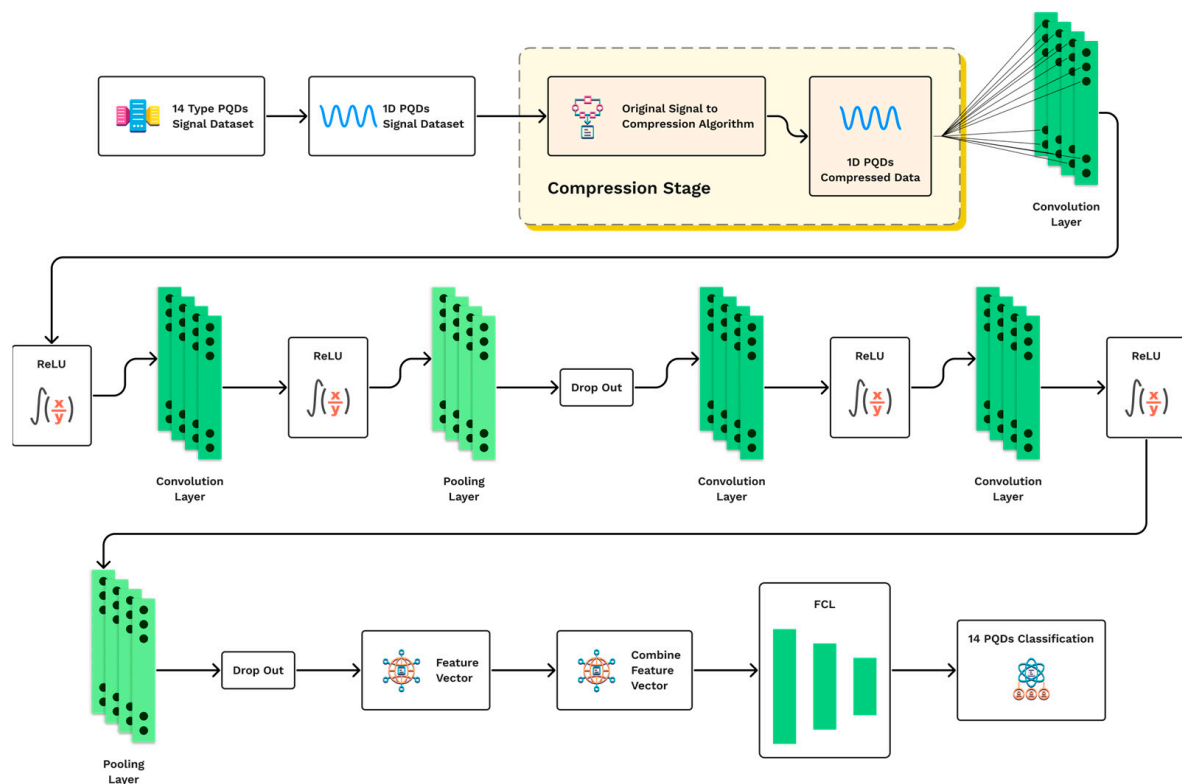 14 Type PQDs
Signal Dataset
1D PQDs
Signal Dataset
Original Signal to
Compression Algorithm
1D PQDs
Compressed Data
Compression Stage
Convolution
Layer
ReLU
∫(x/y)
Convolution
Layer
ReLU
∫(x/y)
Pooling
Layer
Drop Out
Convolution
Layer
ReLU
∫(x/y)
Convolution
Layer
ReLU
∫(x/y)
Pooling
Layer
Drop Out
Feature
Vector
Combine
Feature
Vector
FCL
14 PQDs Classification